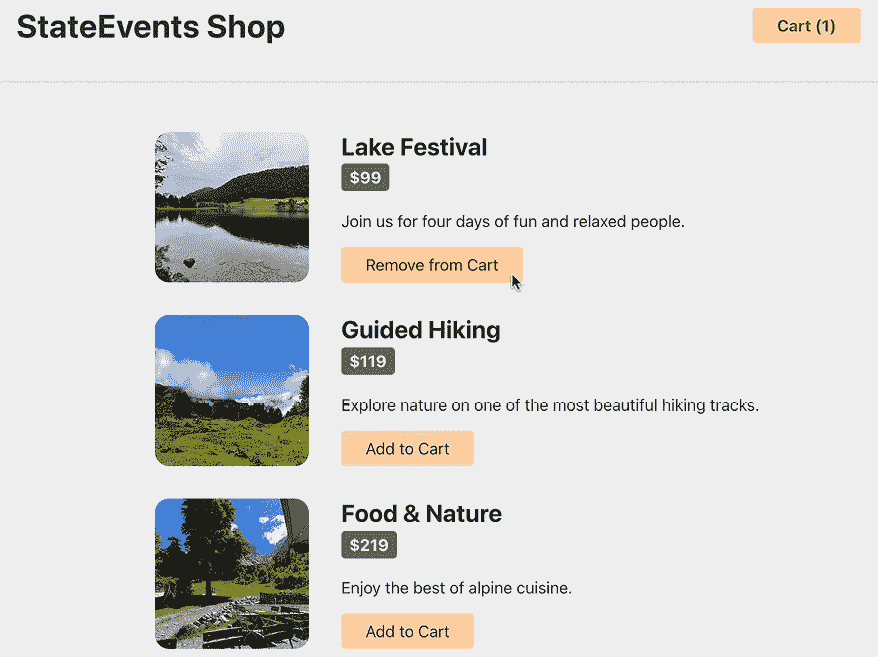 StateEvents Shop
Cart (1)
Lake Festival
$99
Join us for four days of fun and relaxed people.
Remove from Cart
Guided Hiking
$119
Explore nature on one of the most beautiful hiking tracks.
Add to Cart
Food & Nature
$219
Enjoy the best of alpine cuisine.
Add to Cart